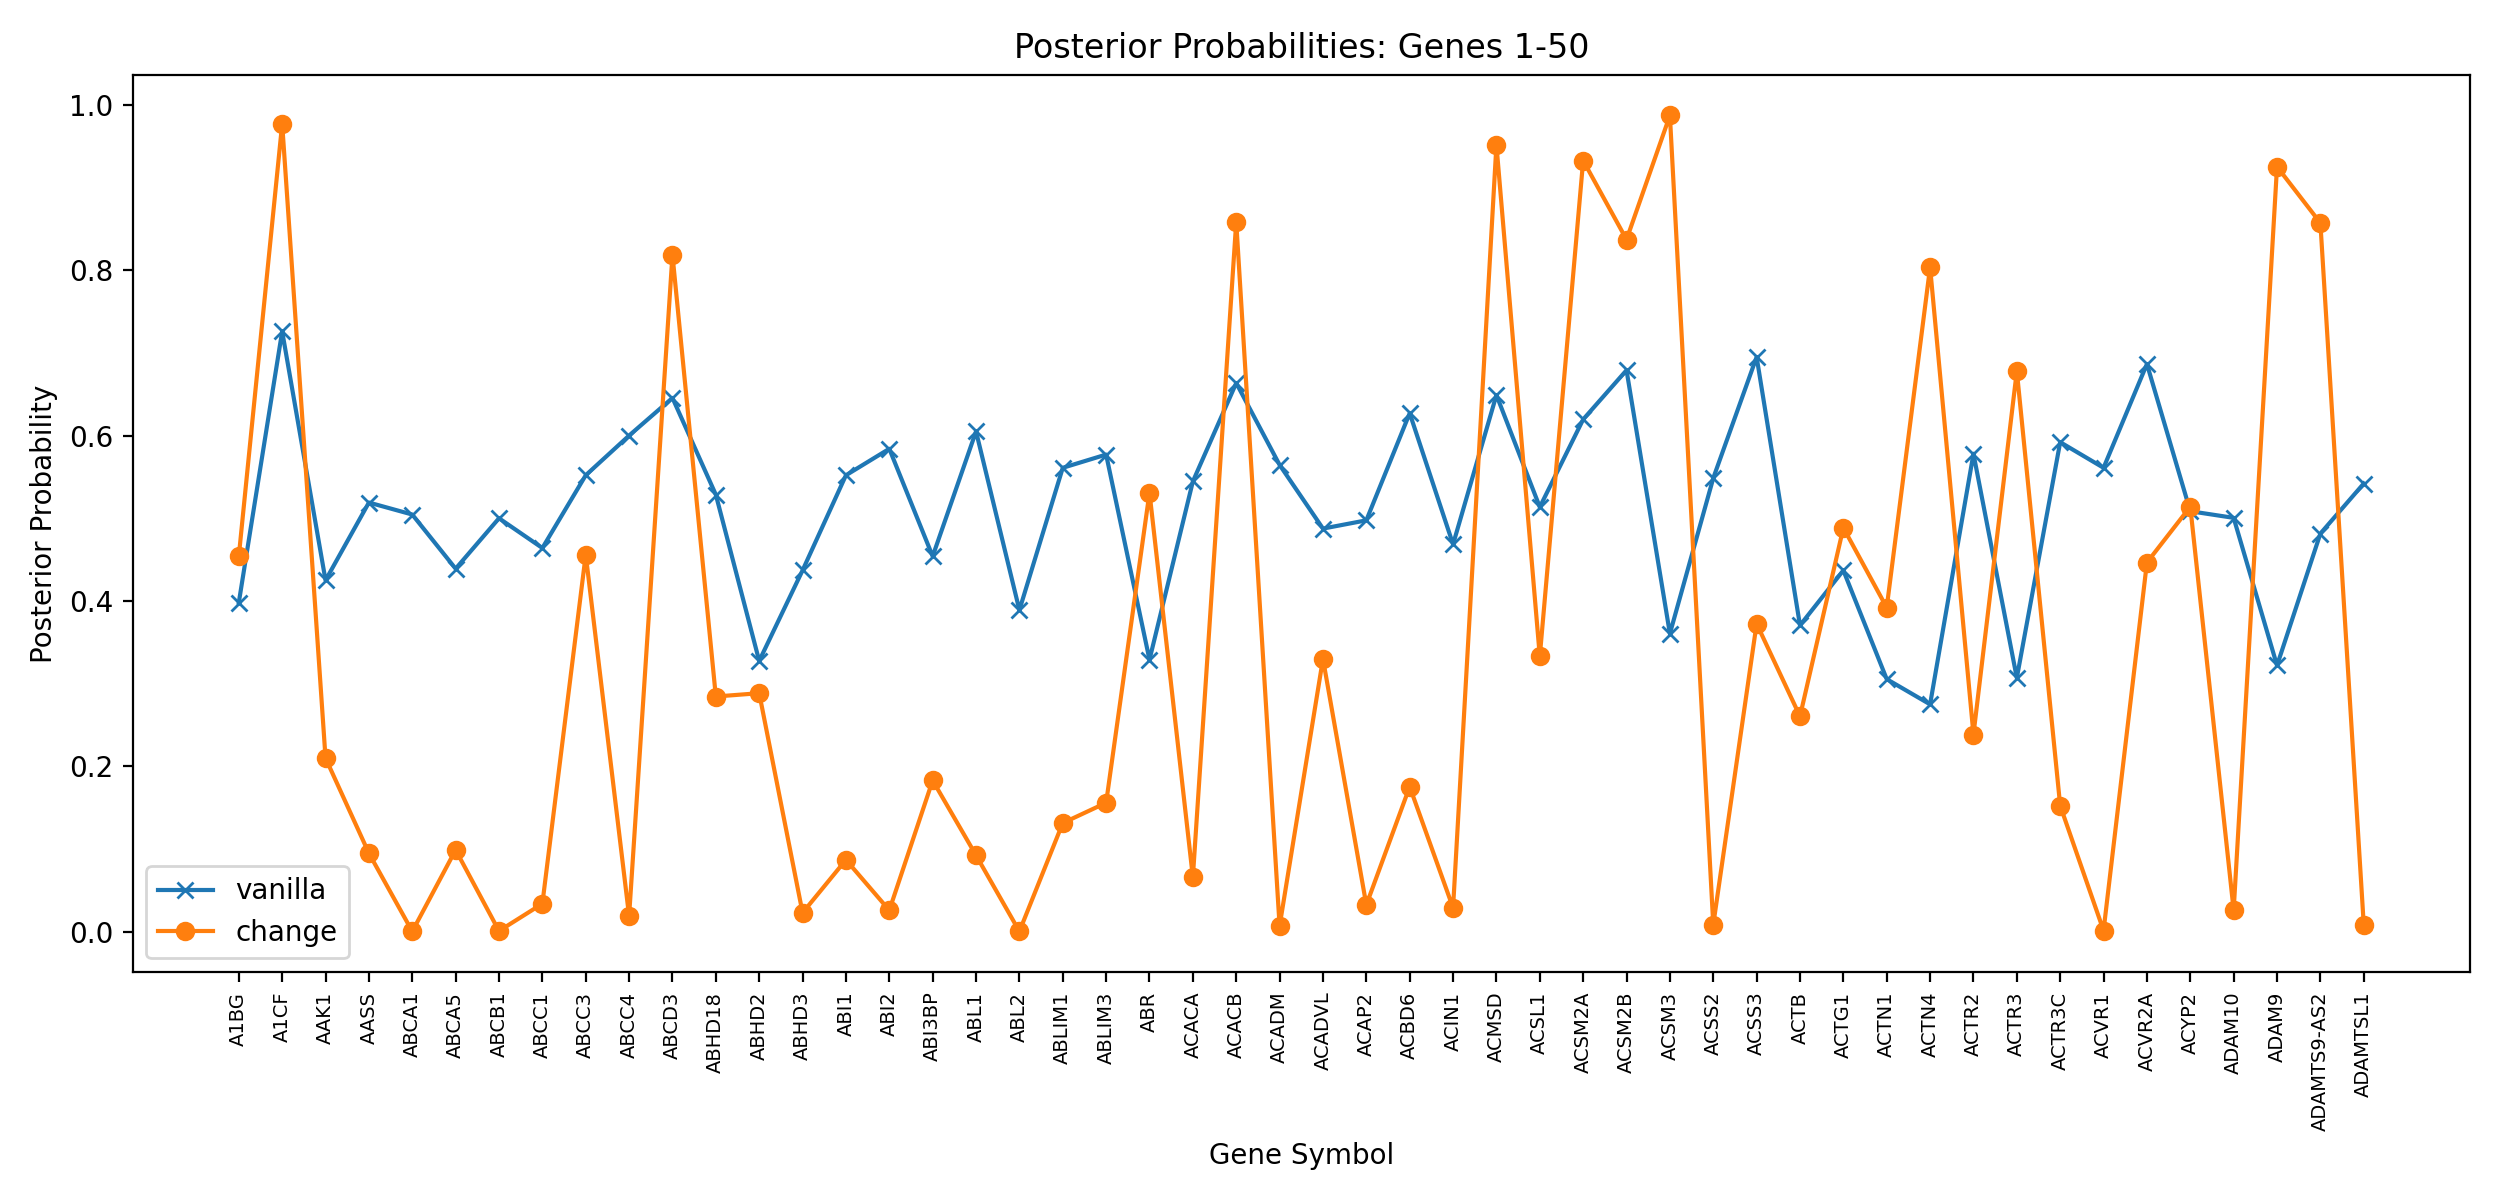 Posterior Probabilities: Genes 1-50
Posterior Probability
1.0
0.8
0.6
0.4
0.2
0.0
vanilla
change
A1BG
A1CF
AAK1
AASS
ABCA1
ABCA5
ABCB1
ABCC1
ABCC3
ABCC4
ABCD3
ABHD18
ABHD2
ABHD3
ABI1
ABI2
ABI3BP
ABL1
ABL2
ABLIM1
ABLIM3
ABR
ACACA
ACACB
ACADM
ACADVL
ACAP2
ACBD6
ACIN1
ACMSD
ACSL1
ACSM2A
ACSM2B
ACSM3
ACSS2
ACSS3
ACTB
ACTG1
ACTN1
ACTN4
ACTR2
ACTR3
ACTR3C
ACVR1
ACVR2A
ACYP2
ADAM10
ADAM9
ADAMTS9-AS2
ADAMTSL1
Gene Symbol